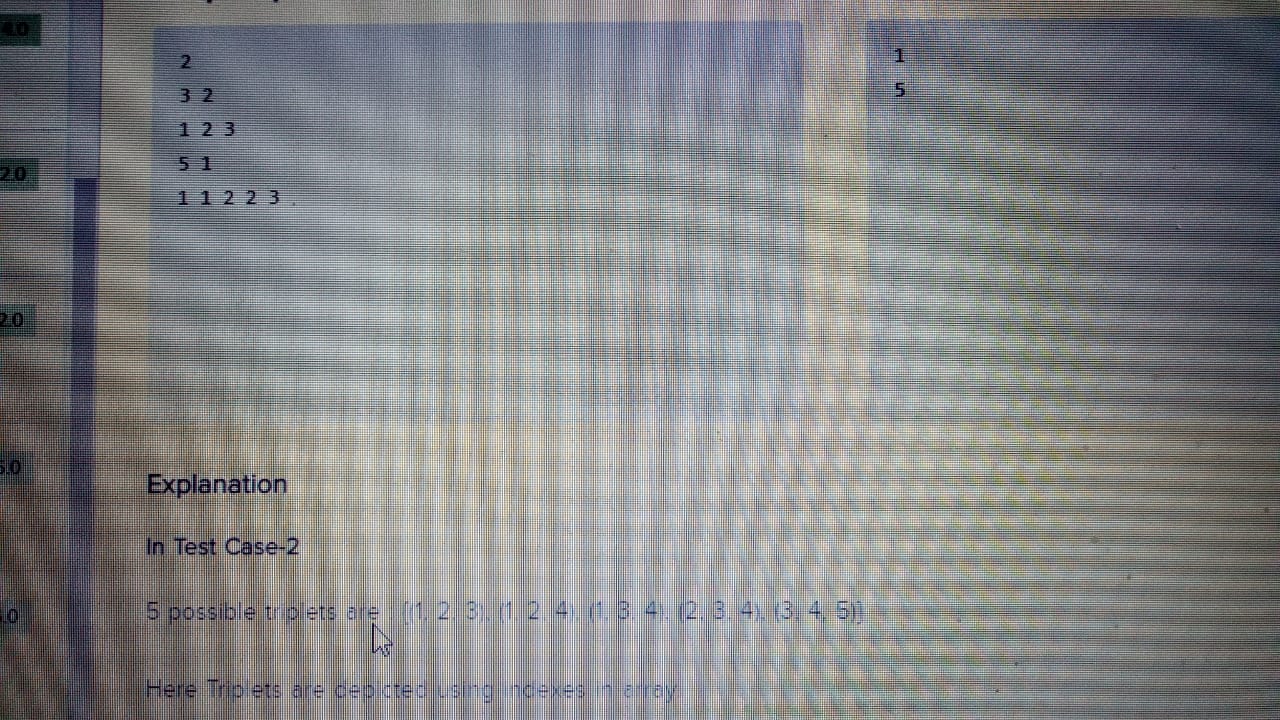 2
3 2
1 2 3
5 1
1 1 2 2 3
1
5
4.0
2.0
2.0
5.0
.0
Explanation
In Test Case-2
5 possible triplets are [(1, 2, 3), (1, 2, 4), (1, 3, 4), (2, 3, 4), (3, 4, 5)]
Here Triplets are depicted using indexes in array